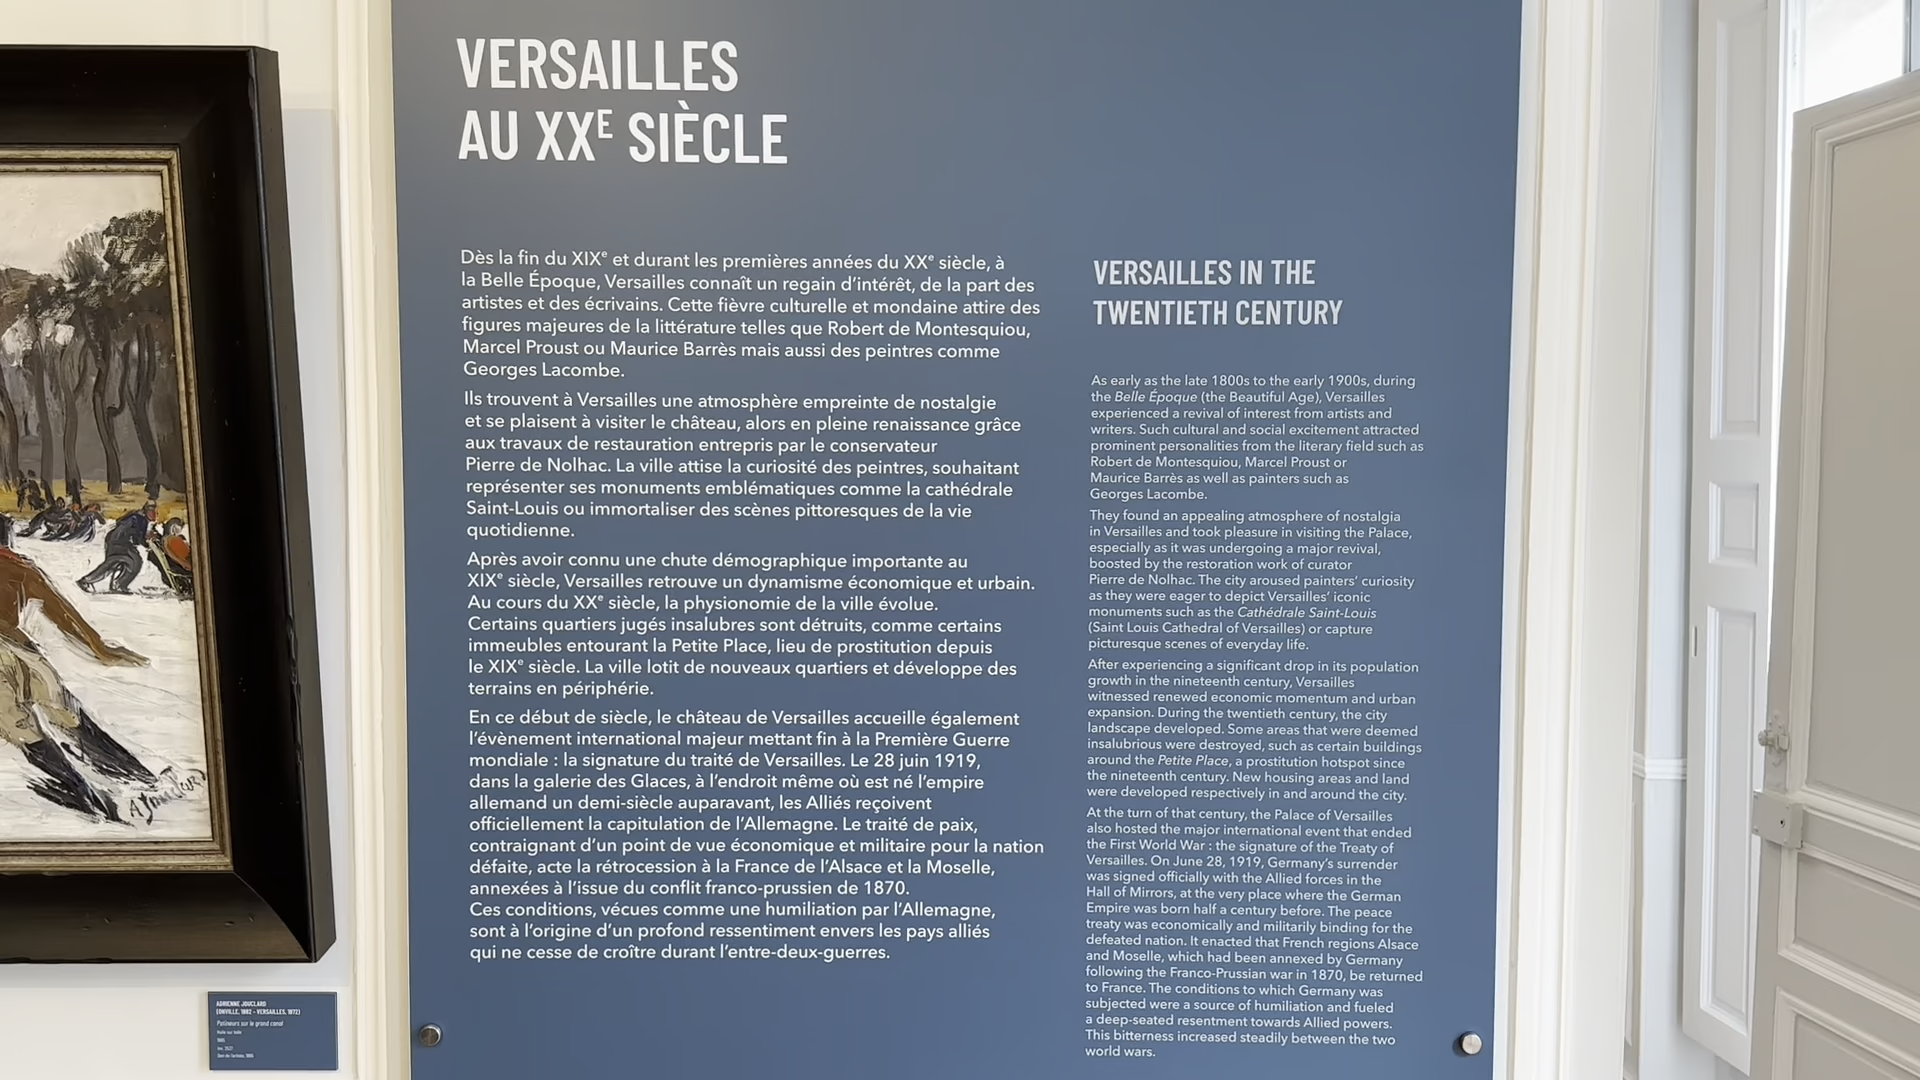 VERSAILLES
AU XXE SIÈCLE
Dès la fin du XIXe et durant les premières années du XXe siècle, à
la Belle Époque, Versailles connaît un regain d’intérêt, de la part des
artistes et des écrivains. Cette fièvre culturelle et mondaine attire des
figures majeures de la littérature telles que Robert de Montesquiou,
Marcel Proust ou Maurice Barrès mais aussi des peintres comme
Georges Lacombe.
Ils trouvent à Versailles une atmosphère empreinte de nostalgie
et se plaisent à visiter le château, alors en pleine renaissance grâce
aux travaux de restauration entrepris par le conservateur
Pierre de Nolhac. La ville attise la curiosité des peintres, souhaitant
représenter ses monuments emblématiques comme la cathédrale
Saint-Louis ou immortaliser des scènes pittoresques de la vie
quotidienne.
Après avoir connu une chute démographique importante au
XIXe siècle, Versailles retrouve un dynamisme économique et urbain.
Au cours du XXe siècle, la physionomie de la ville évolue.
Certains quartiers jugés insalubres sont détruits, comme certains
immeubles entourant la Petite Place, lieu de prostitution depuis
le XIXe siècle. La ville lotit de nouveaux quartiers et développe des
terrains en périphérie.
En ce début de siècle, le château de Versailles accueille également
l’évènement international majeur mettant fin à la Première Guerre
mondiale : la signature du traité de Versailles. Le 28 juin 1919,
dans la galerie des Glaces, à l’endroit même où est né l’empire
allemand un demi-siècle auparavant, les Alliés reçoivent
officiellement la capitulation de l’Allemagne. Le traité de paix,
contraignant d’un point de vue économique et militaire pour la nation
défaite, acte la rétrocession à la France de l’Alsace et la Moselle,
annexées à l’issue du conflit franco-prussien de 1870.
Ces conditions, vécues comme une humiliation par l’Allemagne,
sont à l’origine d’un profond ressentiment envers les pays alliés
qui ne cesse de croître durant l’entre-deux-guerres.
VERSAILLES IN THE
TWENTIETH CENTURY
As early as the late 1800s to the early 1900s, during
the Belle Époque (the Beautiful Age), Versailles
experienced a revival of interest from artists and
writers. Such cultural and social excitement attracted
prominent personalities from the literary field such as
Robert de Montesquiou, Marcel Proust or
Maurice Barrès as well as painters such as
Georges Lacombe.
They found an appealing atmosphere of nostalgia
in Versailles and took pleasure in visiting the Palace,
especially as it was undergoing a major revival,
boosted by the restoration work of curator
Pierre de Nolhac. The city aroused painters’ curiosity
as they were eager to depict Versailles’ iconic
monuments such as the Cathédrale Saint-Louis
(Saint Louis Cathedral of Versailles) or capture
picturesque scenes of everyday life.
After experiencing a significant drop in its population
growth in the nineteenth century, Versailles
witnessed renewed economic momentum and urban
expansion. During the twentieth century, the city
landscape developed. Some areas that were deemed
insalubrious were destroyed, such as certain buildings
around the Petite Place, a prostitution hotspot since
the nineteenth century. New housing areas and land
were developed respectively in and around the city.
At the turn of that century, the Palace of Versailles
also hosted the major international event that ended
the First World War : the signature of the Treaty of
Versailles. On June 28, 1919, Germany’s surrender
was signed officially with the Allied forces in the
Hall of Mirrors, at the very place where the German
Empire was born half a century before. The peace
treaty was economically and militarily binding for the
defeated nation. It enacted that French regions Alsace
and Moselle, which had been annexed by Germany
following the Franco-Prussian war in 1870, be returned
to France. The conditions to which Germany was
subjected were a source of humiliation and fueled
a deep-seated resentment towards Allied powers.
This bitterness increased steadily between the two
world wars.
ADRIENNE JOUCLARD
(ONVILLE, 1882 - VERSAILLES, 1972)
Patineurs sur le grand canal